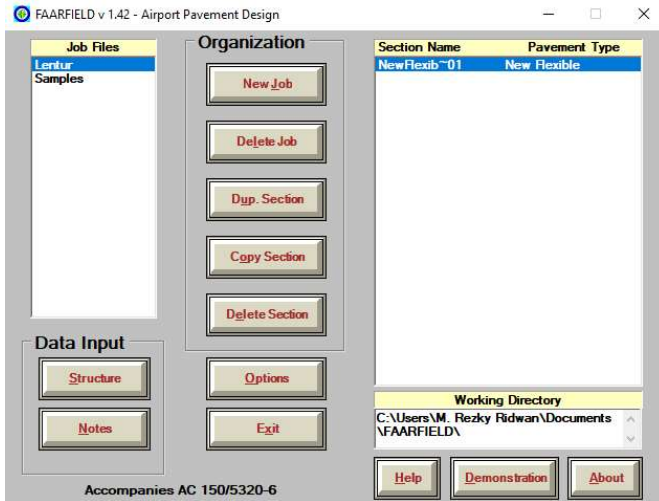 FAARFIELD v 1.42 - Airport Pavement Design
Job Files
Lentur
Samples
Organization
New Job
Delete Job
Dup. Section
Copy Section
Delete Section
Section Name Pavement Type
NewFlexib~01 New Flexible
Data Input
Structure
Notes
Options
Exit
Working Directory
C:\Users\M. Rezky Ridwan\Documents
\FAARFIELD\
Accompanies AC 150/5320-6
Help
Demonstration
About